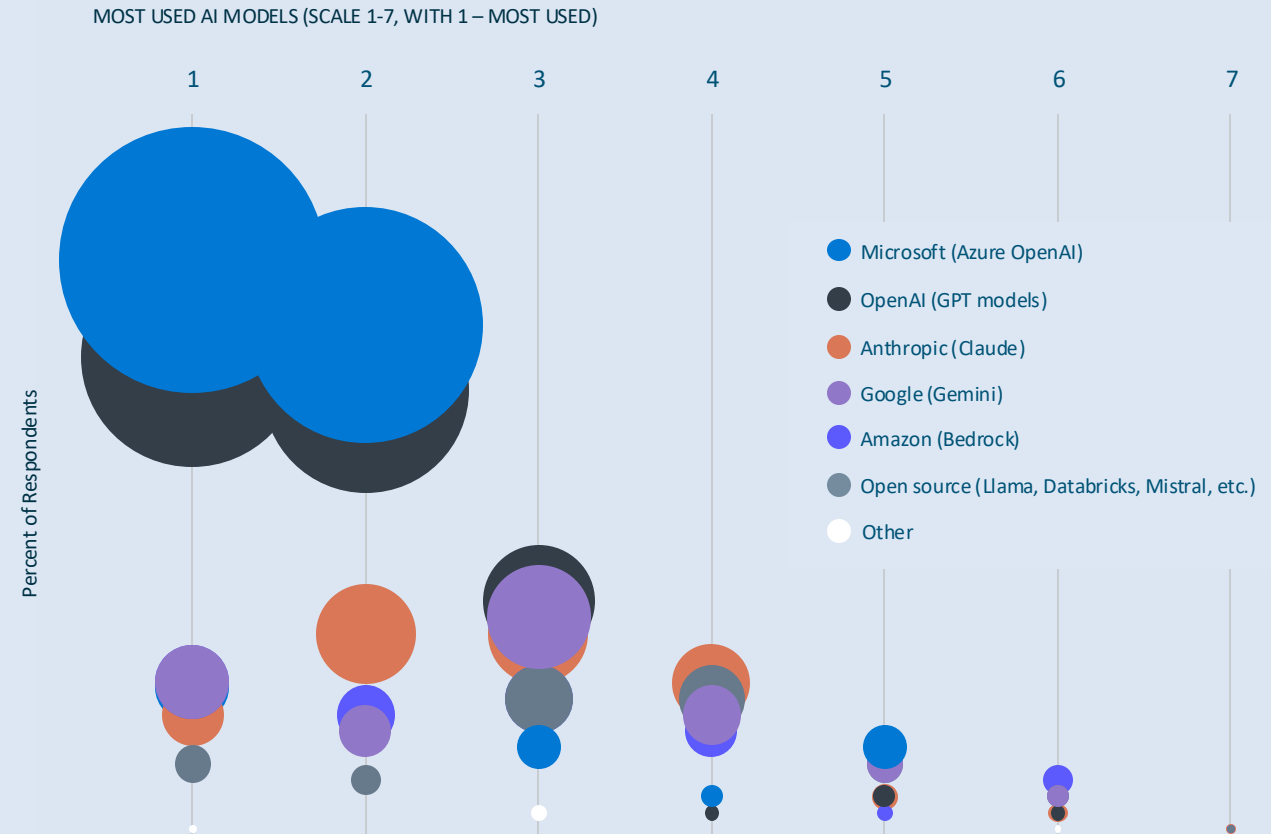 MOST USED AI MODELS (SCALE 1-7, WITH 1 – MOST USED)
1 2 3 4 5 6 7
Microsoft (Azure OpenAI)
OpenAI (GPT models)
Anthropic (Claude)
Google (Gemini)
Amazon (Bedrock)
Open source (Llama, Databricks, Mistral, etc.)
Other
Percent of Respondents